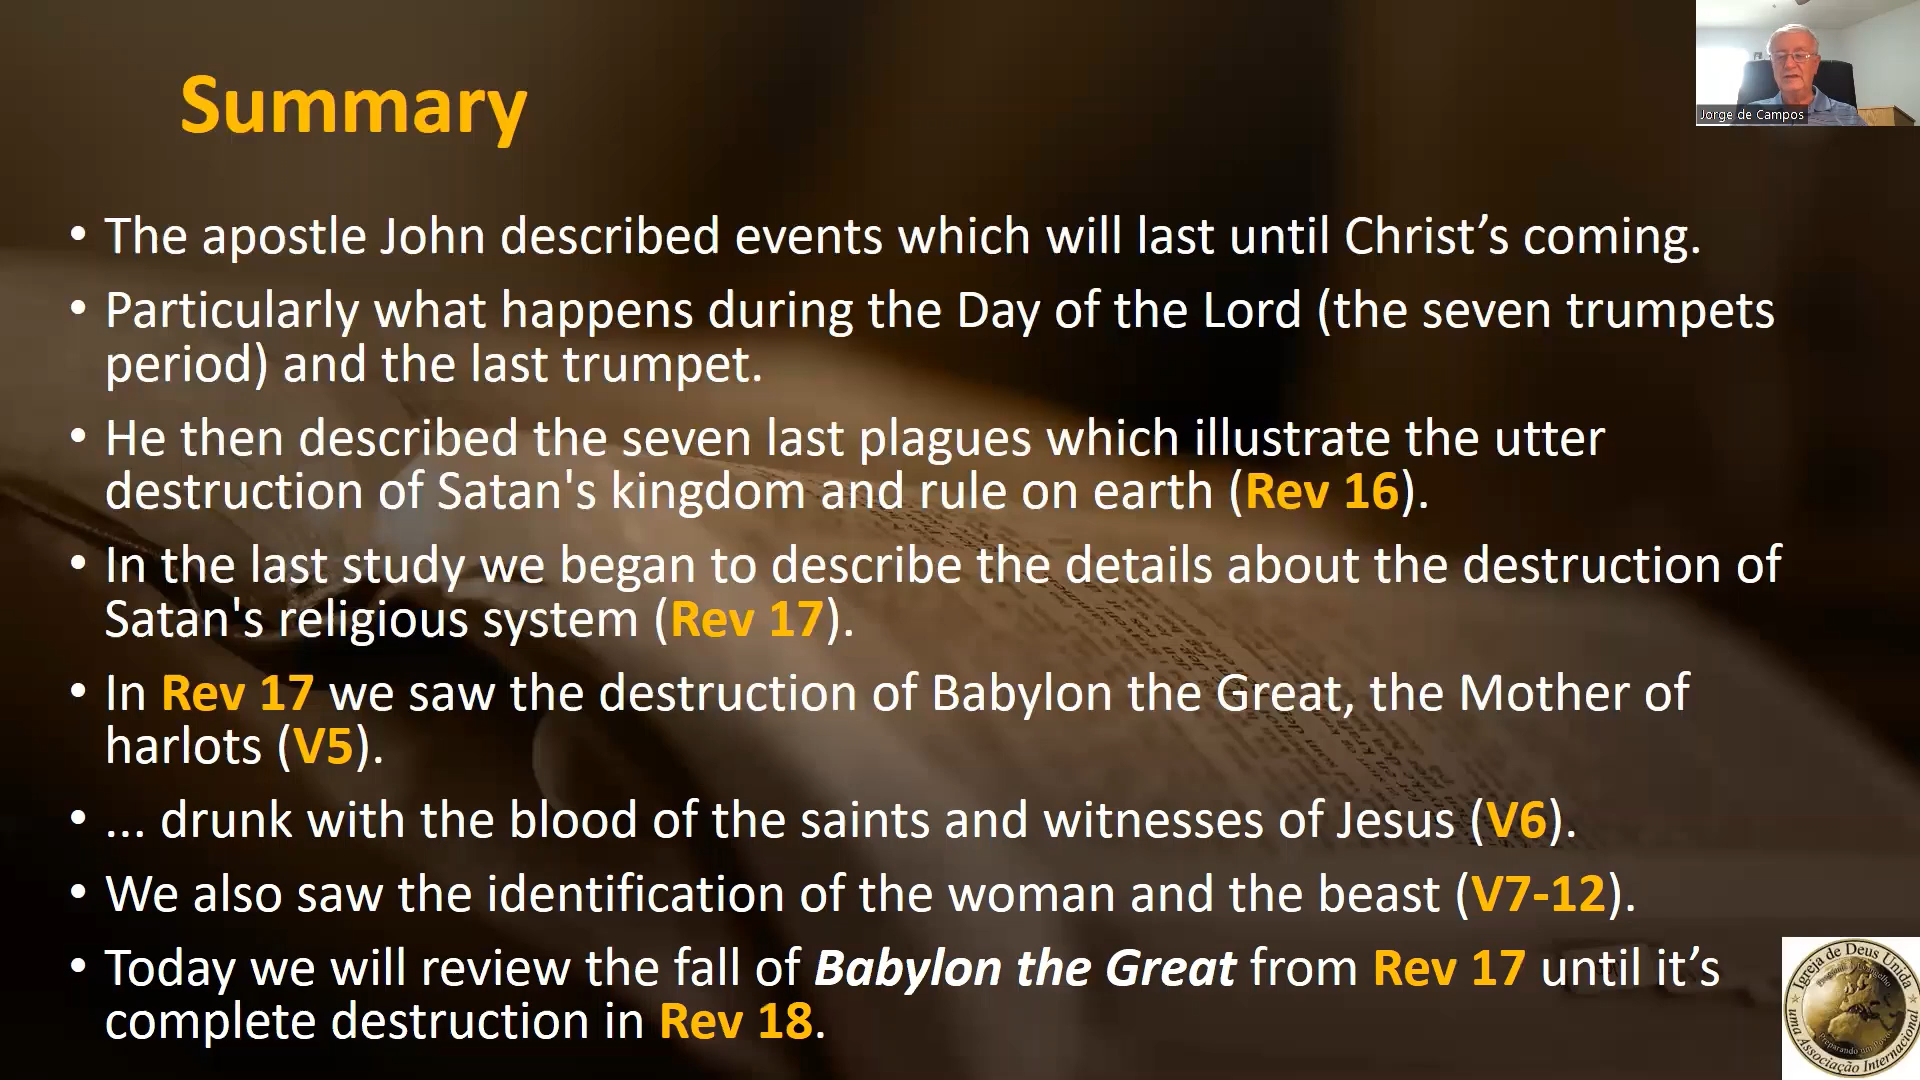 Summary
Jorge de Campos
• The apostle John described events which will last until Christ’s coming.
• Particularly what happens during the Day of the Lord (the seven trumpets
period) and the last trumpet.
• He then described the seven last plagues which illustrate the utter
destruction of Satan's kingdom and rule on earth (Rev 16).
• In the last study we began to describe the details about the destruction of
Satan's religious system (Rev 17).
• In Rev 17 we saw the destruction of Babylon the Great, the Mother of
harlots (V5).
• ... drunk with the blood of the saints and witnesses of Jesus (V6).
• We also saw the identification of the woman and the beast (V7-12).
• Today we will review the fall of Babylon the Great from Rev 17 until it’s
complete destruction in Rev 18.
Igreja de Deus Unida
uma Associação Internacional